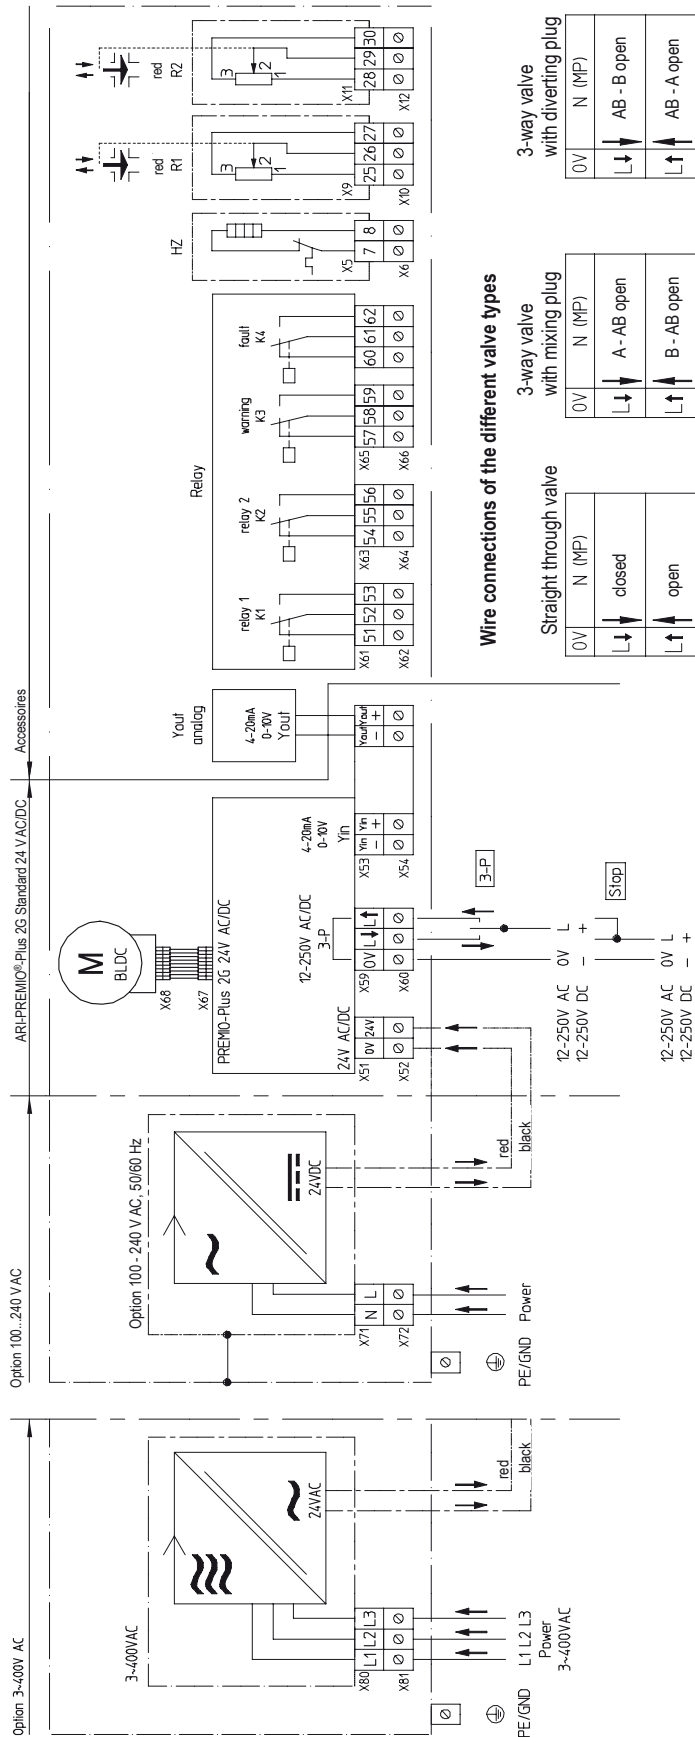 Option 3~400V AC
Option 100...240 V AC
ARI-PREMIO®-Plus 2G Standard 24 V AC/DC
Accessoires
3~400VAC
24VAC
X80 L1 L2 L3
X81
red
black
PE/GND
L1 L2 L3
Power
3~400VAC
Option 100 - 240 V AC, 50/60 Hz
24VDC
X71 N L
X72
red
black
PE/GND
Power
M
BLDC
X68
X67
PREMIO-Plus 2G 24V AC/DC
24V AC/DC
X51 0V 24V
X52
12-250V AC/DC
3-P
X59 0V L L
X60
4-20mA
0-10V
Yin
X53 Yin - Yin +
X54
3-P
12-250V AC 0V L
12-250V DC - +
Stop
12-250V AC 0V L
12-250V DC - +
Yout
analog
4-20mA
0-10V
Yout
Yout - Yout +
Relay
relay 1
K1
X61 51 52 53
X62
relay 2
K2
X63 54 55 56
X64
warning
K3
X65 57 58 59
X66
fault
K4
60 61 62
HZ
X5 7 8
X6
red
R1
3
2
1
X9 25 26 27
X10
red
R2
3
2
1
X11 28 29 30
X12
Wire connections of the different valve types
Straight through valve
0V N (MP)
L closed
L open
3-way valve
with mixing plug
0V N (MP)
L A - AB open
L B - AB open
3-way valve
with diverting plug
0V N (MP)
L AB - B open
L AB - A open